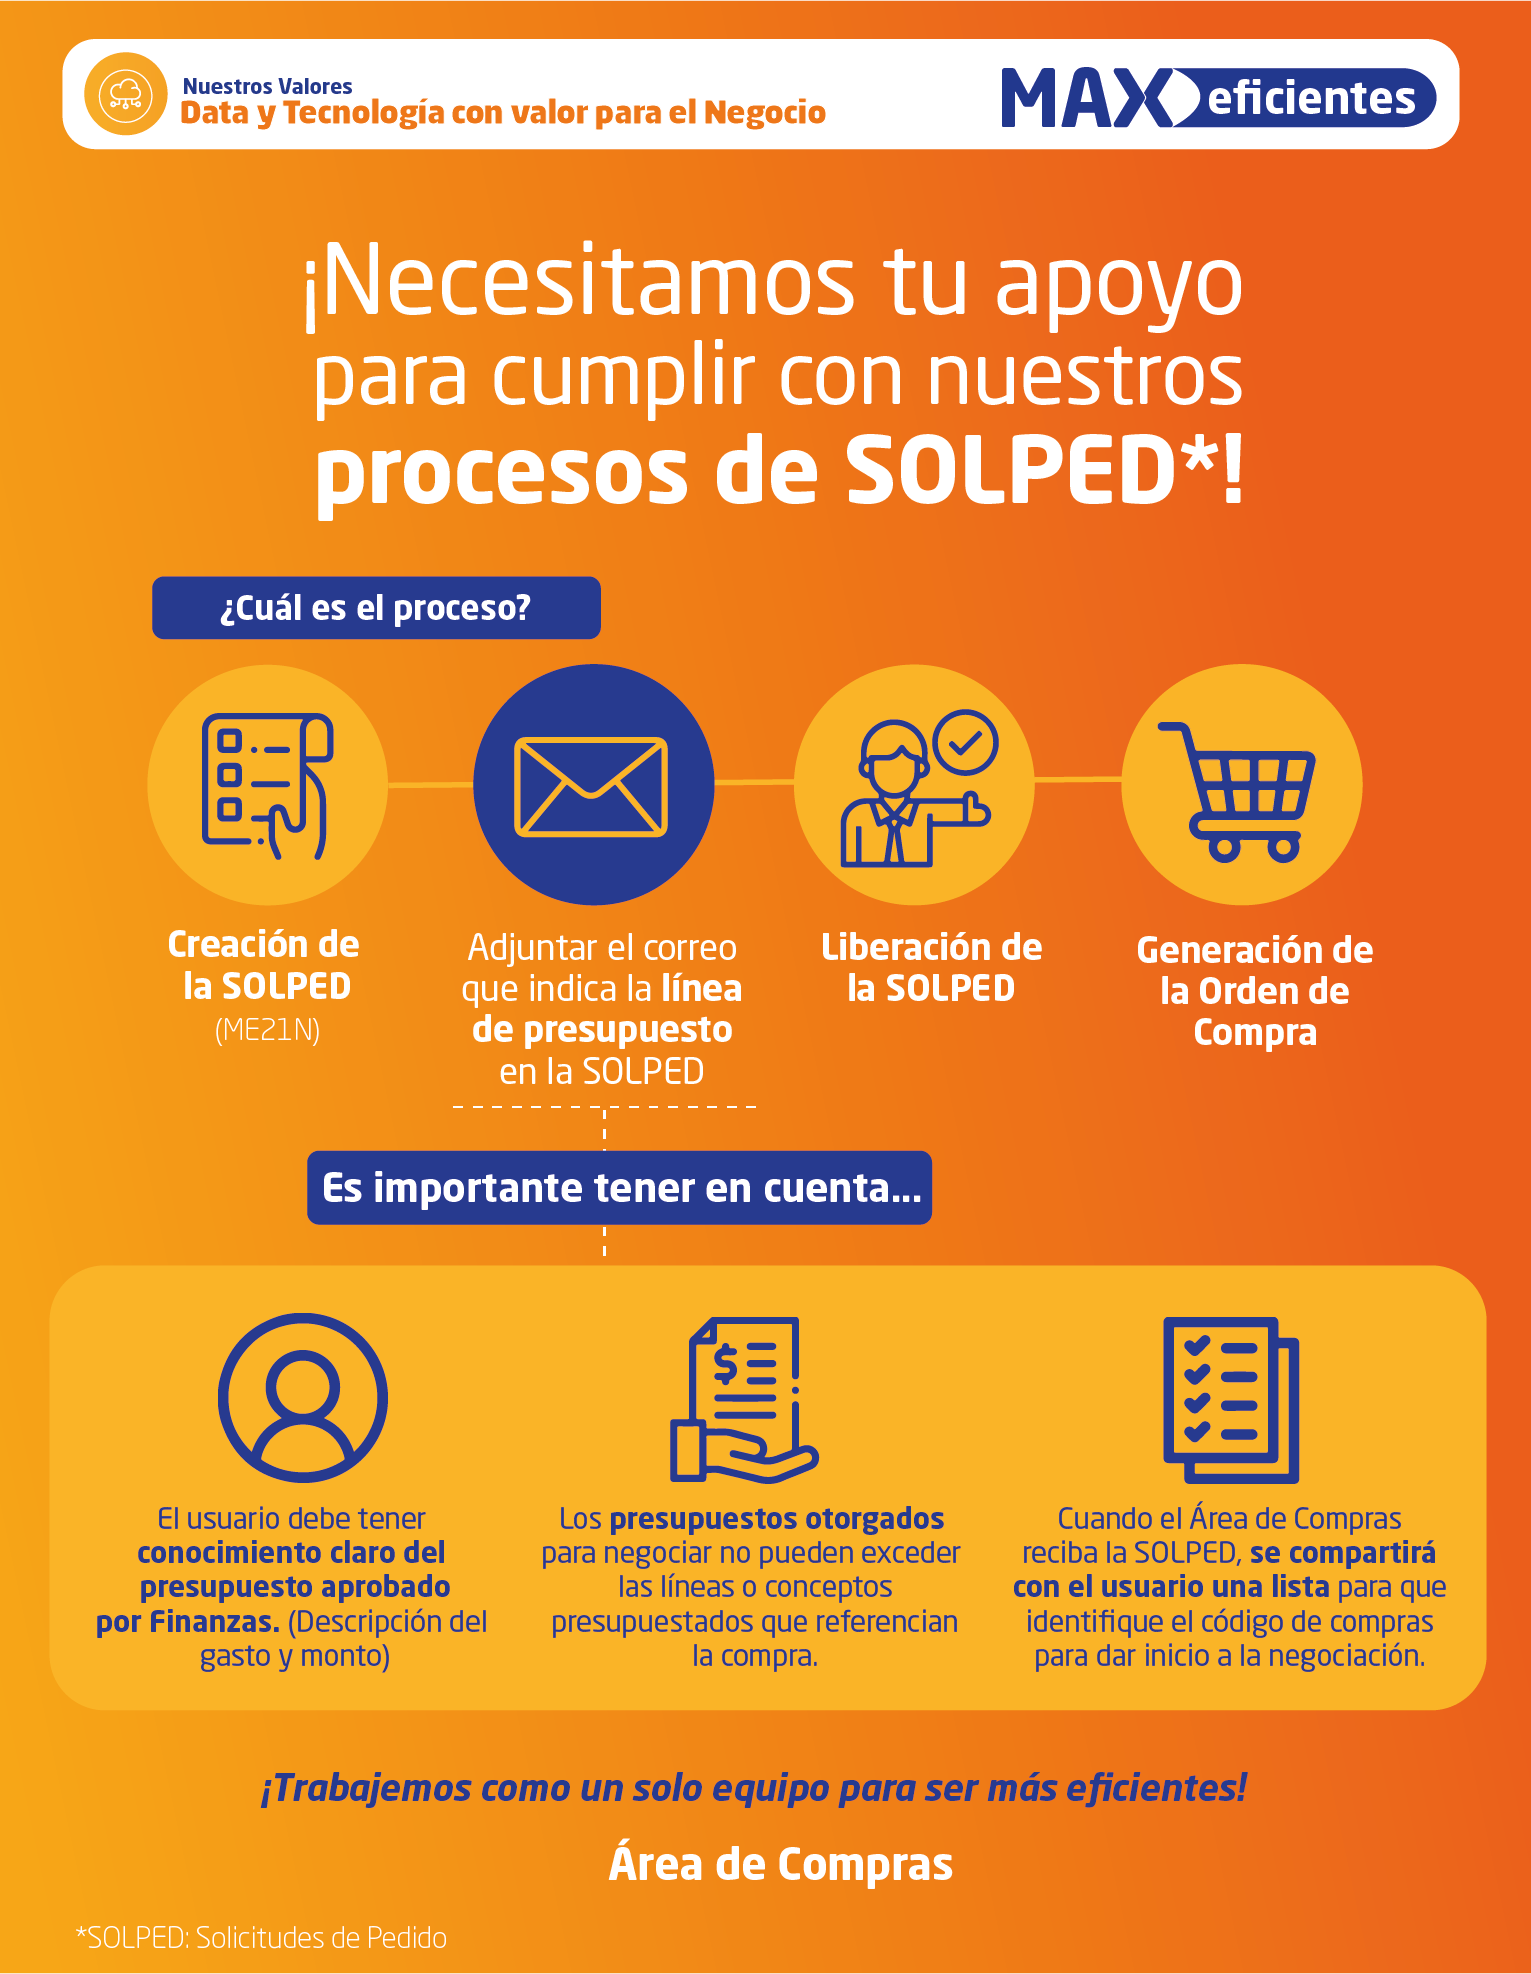 Nuestros Valores
Data y Tecnología con valor para el Negocio
MAX eficientes
¡Necesitamos tu apoyo
para cumplir con nuestros
procesos de SOLPED*!
¿Cuál es el proceso?
Creación de
la SOLPED
(ME21N)
Adjuntar el correo
que indica la línea
de presupuesto
en la SOLPED
Liberación de
la SOLPED
Generación de
la Orden de
Compra
Es importante tener en cuenta...
El usuario debe tener
conocimiento claro del
presupuesto aprobado
por Finanzas. (Descripción del
gasto y monto)
$
Los presupuestos otorgados
para negociar no pueden exceder
las líneas o conceptos
presupuestados que referencian
la compra.
Cuando el Área de Compras
reciba la SOLPED, se compartirá
con el usuario una lista para que
identifique el código de compras
para dar inicio a la negociación.
¡Trabajemos como un solo equipo para ser más eficientes!
Área de Compras
*SOLPED: Solicitudes de Pedido